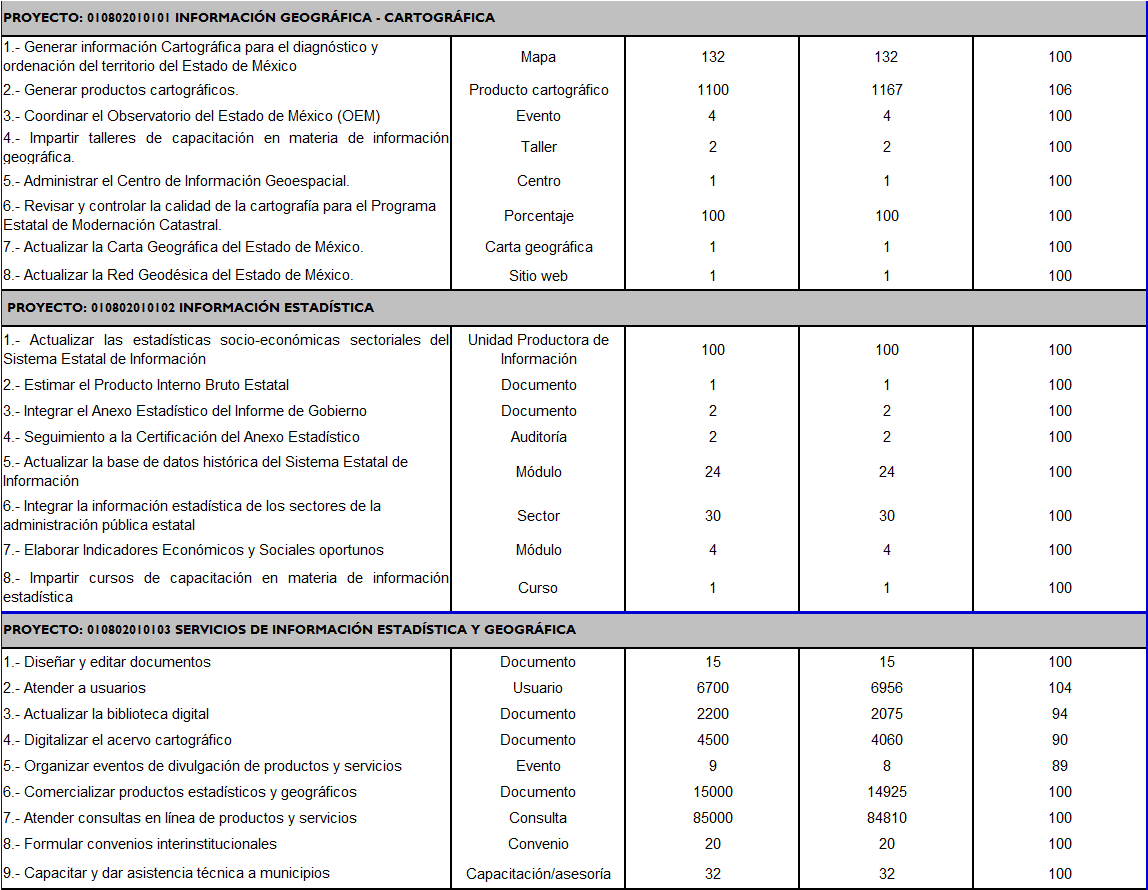 PROYECTO: 010802010101 INFORMACIÓN GEOGRÁFICA - CARTOGRÁFICA
1.- Generar información Cartográfica para el diagnóstico y
ordenación del territorio del Estado de México Mapa 132 132 100
2.- Generar productos cartográficos. Producto cartográfico 1100 1167 106
3.- Coordinar el Observatorio del Estado de México (OEM) Evento 4 4 100
4.- Impartir talleres de capacitación en materia de información
geográfica. Taller 2 2 100
5.- Administrar el Centro de Información Geoespacial. Centro 1 1 100
6.- Revisar y controlar la calidad de la cartografía para el Programa
Estatal de Modernación Catastral. Porcentaje 100 100 100
7.- Actualizar la Carta Geográfica del Estado de México. Carta geográfica 1 1 100
8.- Actualizar la Red Geodésica del Estado de México. Sitio web 1 1 100
PROYECTO: 010802010102 INFORMACIÓN ESTADÍSTICA
1.- Actualizar las estadísticas socio-económicas sectoriales del Unidad Productora de
Sistema Estatal de Información Información 100 100 100
2.- Estimar el Producto Interno Bruto Estatal Documento 1 1 100
3.- Integrar el Anexo Estadístico del Informe de Gobierno Documento 2 2 100
4.- Seguimiento a la Certificación del Anexo Estadístico Auditoría 2 2 100
5.- Actualizar la base de datos histórica del Sistema Estatal de
Información Módulo 24 24 100
6.- Integrar la información estadística de los sectores de la
administración pública estatal Sector 30 30 100
7.- Elaborar Indicadores Económicos y Sociales oportunos Módulo 4 4 100
8.- Impartir cursos de capacitación en materia de información
estadística Curso 1 1 100
PROYECTO: 010802010103 SERVICIOS DE INFORMACIÓN ESTADÍSTICA Y GEOGRÁFICA
1.- Diseñar y editar documentos Documento 15 15 100
2.- Atender a usuarios Usuario 6700 6956 104
3.- Actualizar la biblioteca digital Documento 2200 2075 94
4.- Digitalizar el acervo cartográfico Documento 4500 4060 90
5.- Organizar eventos de divulgación de productos y servicios Evento 9 8 89
6.- Comercializar productos estadísticos y geográficos Documento 15000 14925 100
7.- Atender consultas en línea de productos y servicios Consulta 85000 84810 100
8.- Formular convenios interinstitucionales Convenio 20 20 100
9.- Capacitar y dar asistencia técnica a municipios Capacitación/asesoría 32 32 100